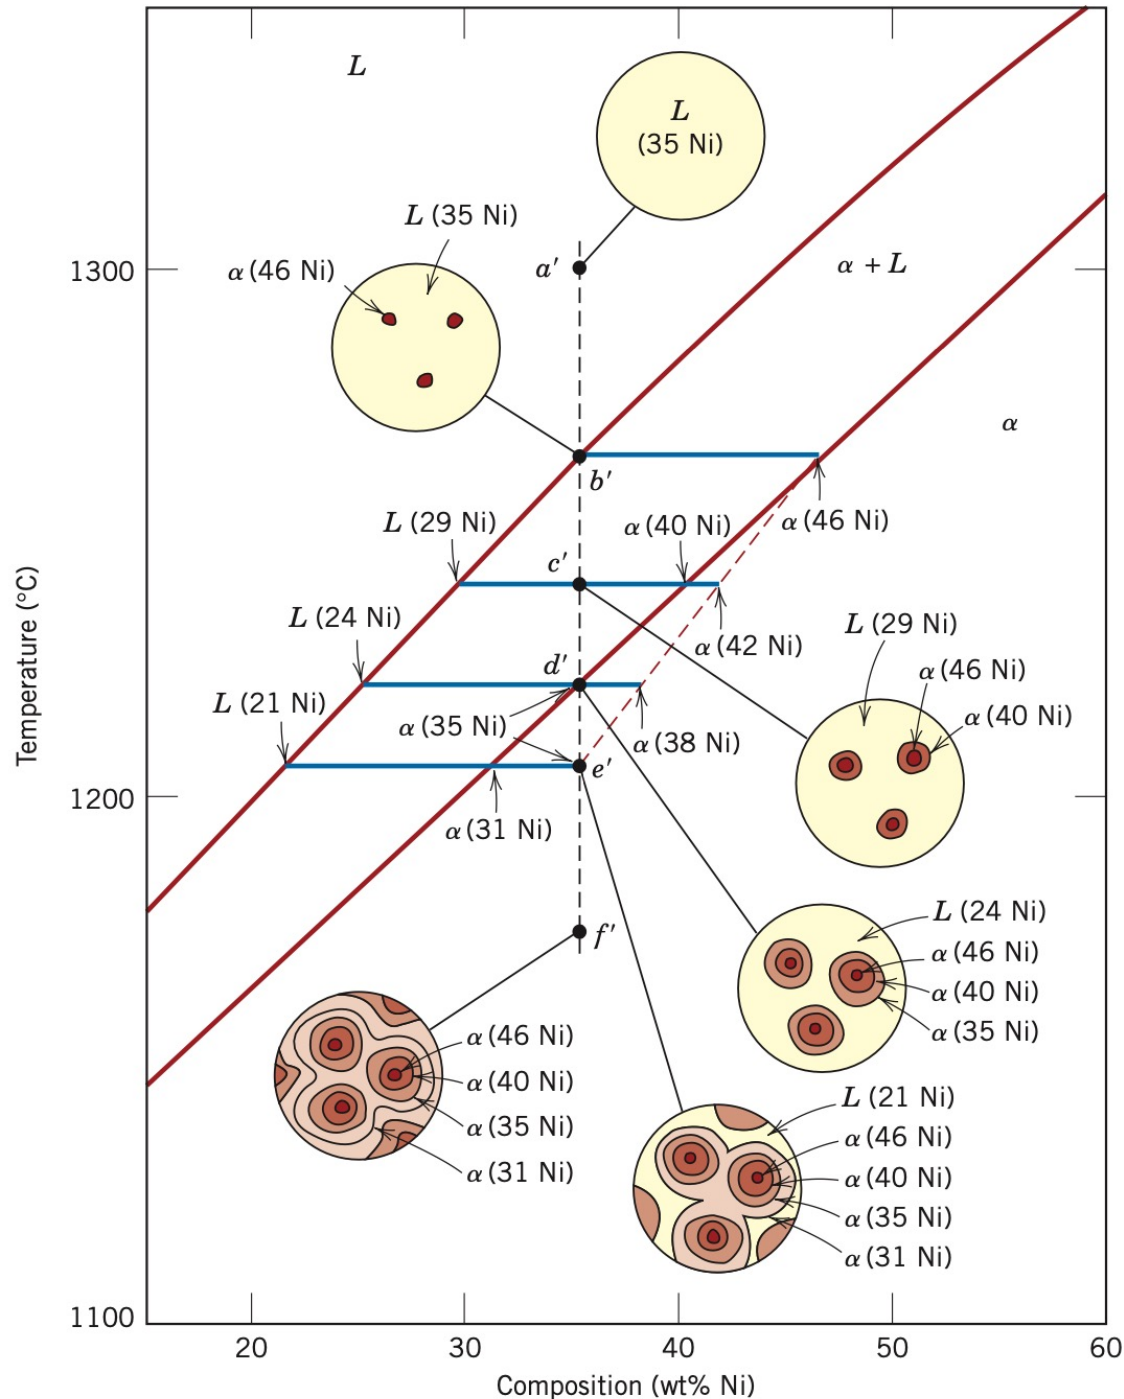 L
L
(35 Ni)
L (35 Ni)
α (46 Ni)
a′
1300
α + L
α
b′
L (29 Ni)
α (40 Ni)
α (46 Ni)
c′
L (24 Ni)
α (42 Ni)
L (29 Ni)
d′
α (46 Ni)
L (21 Ni)
α (35 Ni)
α (38 Ni)
α (40 Ni)
e′
Temperature (°C)
1200
α (31 Ni)
L (24 Ni)
f′
α (46 Ni)
α (40 Ni)
α (35 Ni)
α (46 Ni)
α (40 Ni)
α (35 Ni)
α (31 Ni)
L (21 Ni)
α (46 Ni)
α (40 Ni)
α (35 Ni)
α (31 Ni)
1100
20
30
40
50
60
Composition (wt% Ni)